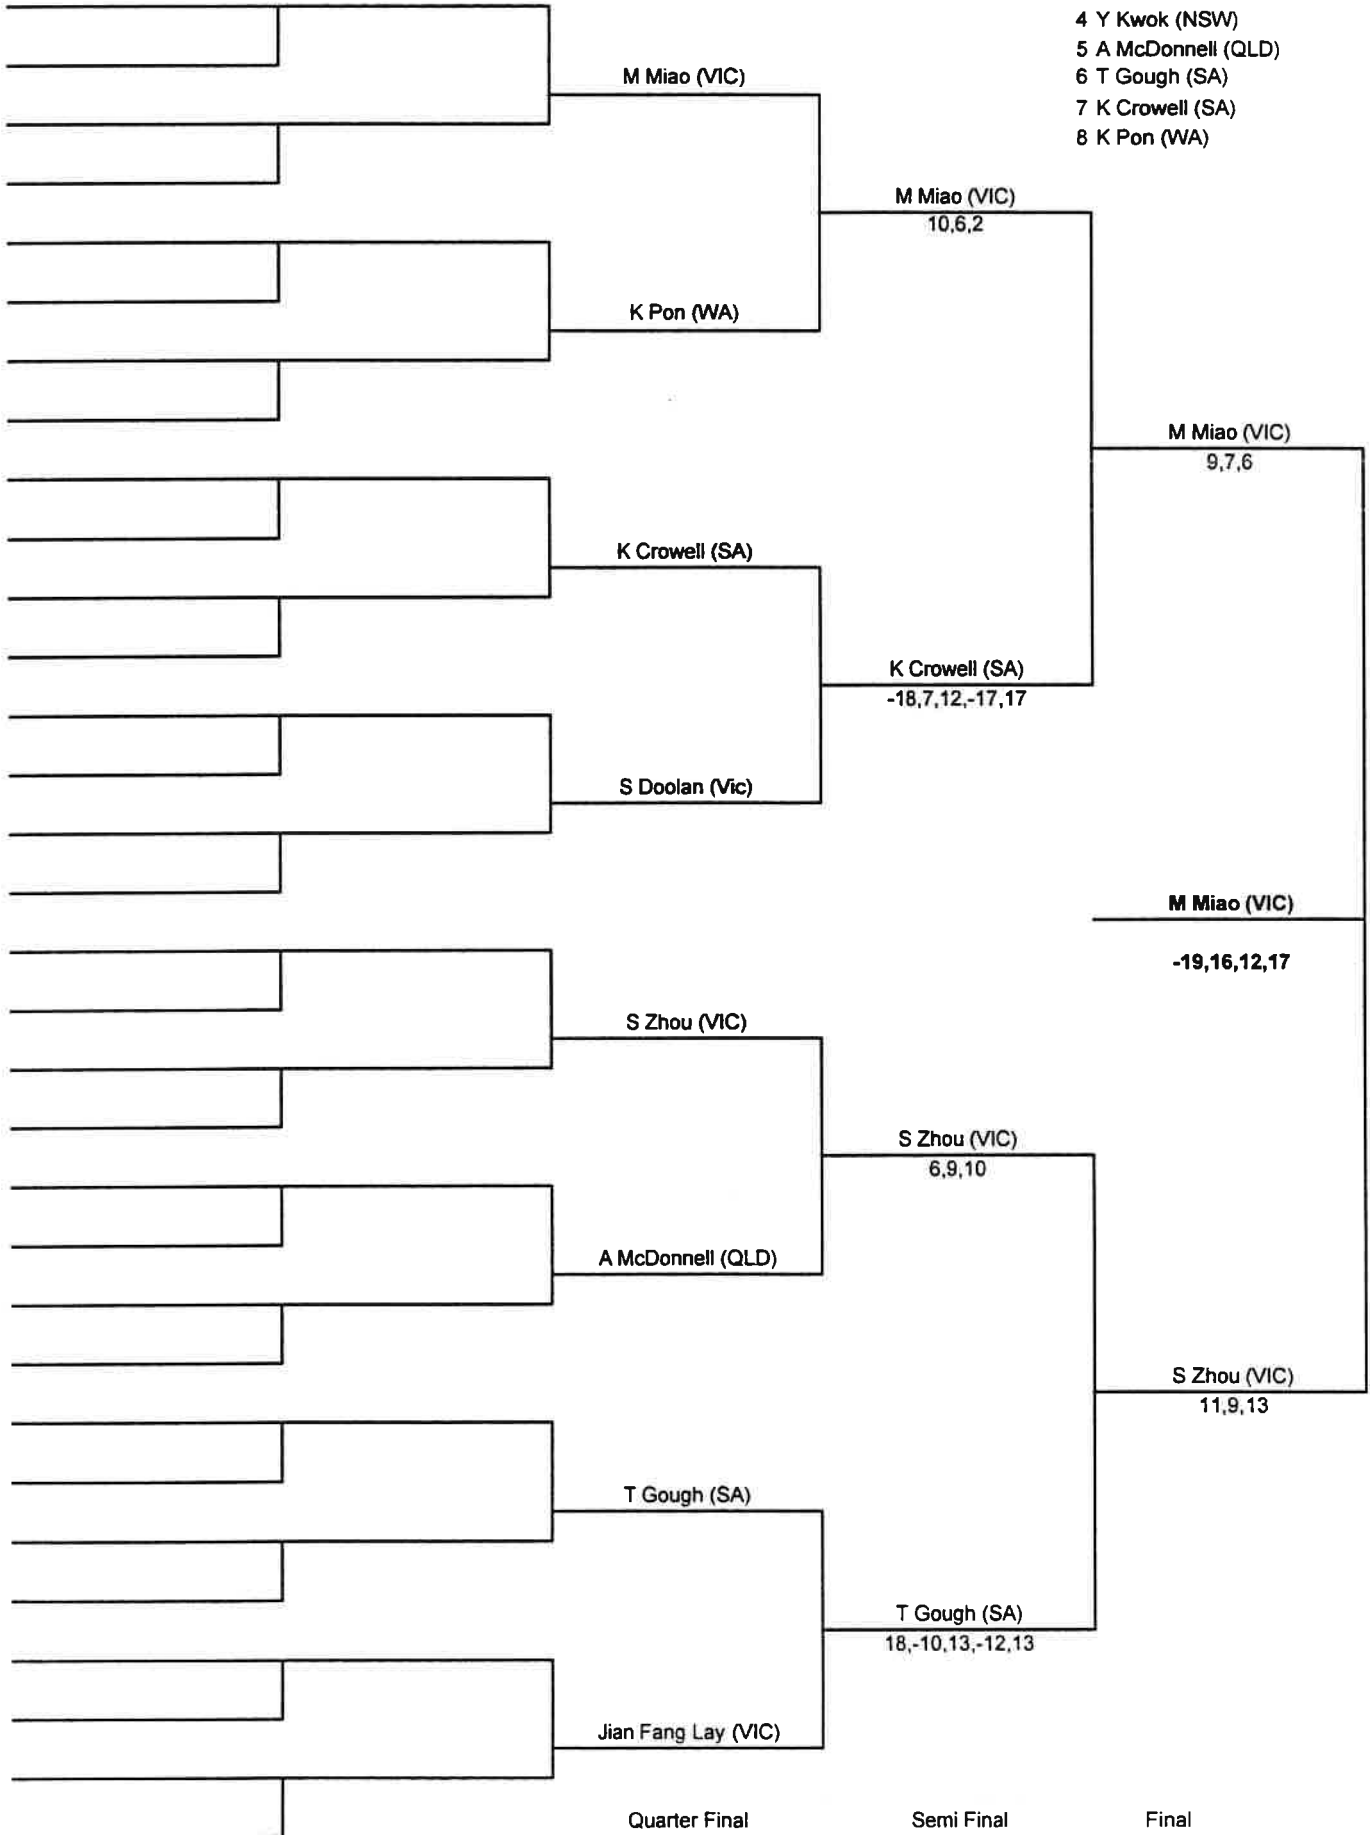 4 Y Kwok (NSW)
5 A McDonnell (QLD)
6 T Gough (SA)
7 K Crowell (SA)
8 K Pon (WA)
M Miao (VIC)
M Miao (VIC)
10,6,2
K Pon (WA)
M Miao (VIC)
9,7,6
K Crowell (SA)
K Crowell (SA)
-18,7,12,-17,17
S Doolan (Vic)
M Miao (VIC)
-19,16,12,17
S Zhou (VIC)
S Zhou (VIC)
6,9,10
A McDonnell (QLD)
S Zhou (VIC)
11,9,13
T Gough (SA)
T Gough (SA)
18,-10,13,-12,13
Jian Fang Lay (VIC)
Quarter Final Semi Final Final